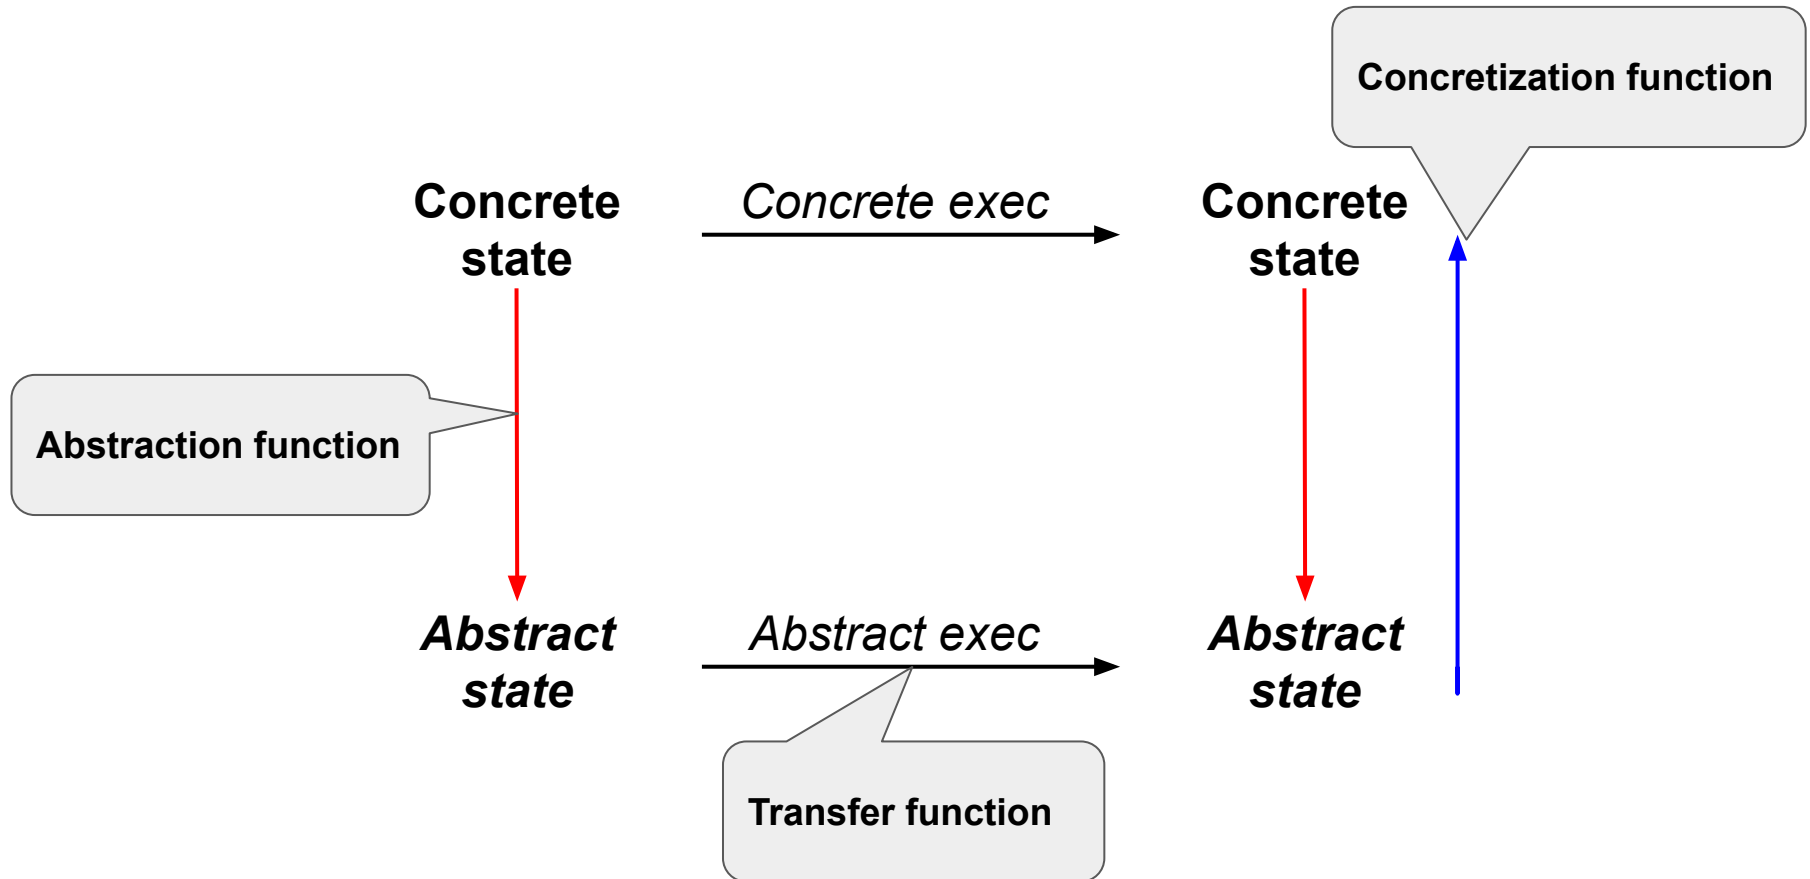 Concretization function
Concrete
state
Concrete exec
Concrete
state
Abstraction function
Abstract
state
Abstract exec
Abstract
state
Transfer function